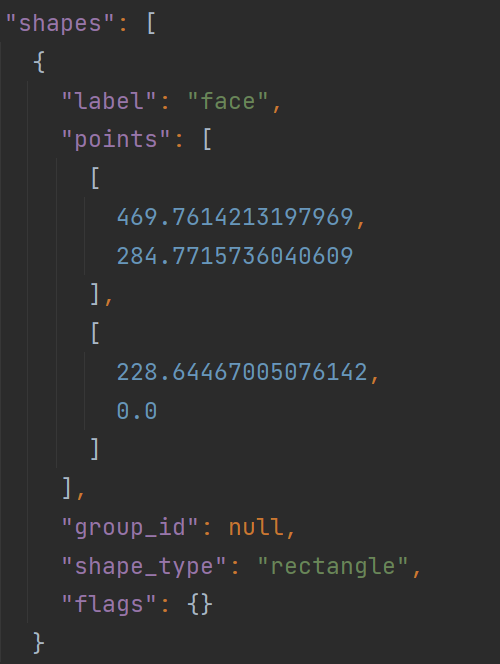 "shapes": [
{
"label": "face",
"points": [
[
469.7614213197969,
284.7715736040609
],
[
228.64467005076142,
0.0
]
],
"group_id": null,
"shape_type": "rectangle",
"flags": {}
}